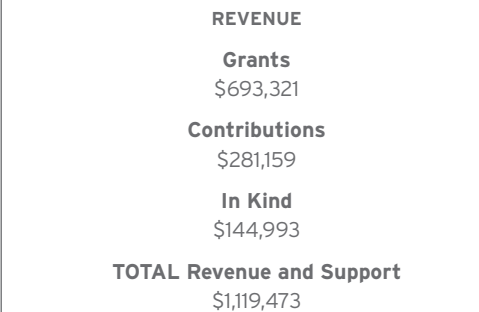 REVENUE
Grants
$693,321
Contributions
$281,159
In Kind
$144,993
TOTAL Revenue and Support
$1,119,473